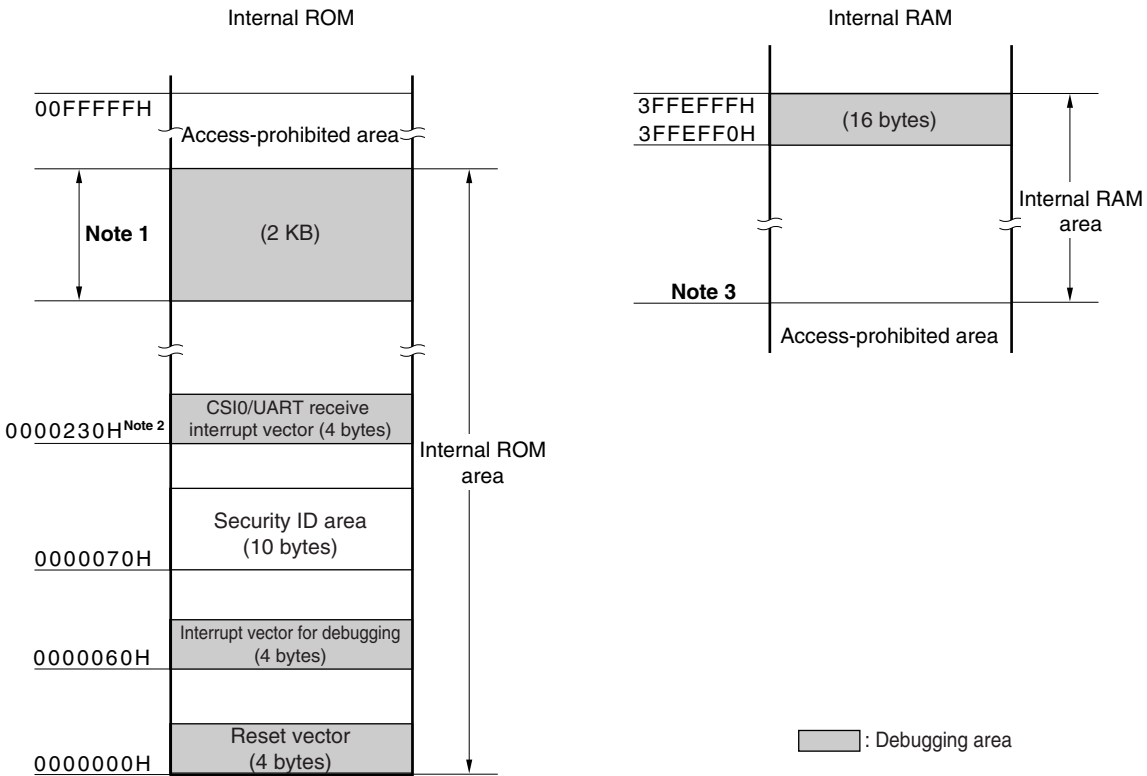 Internal ROM
00FFFFFH
Access-prohibited area
Note 1
(2 KB)
CSI0/UART receive
interrupt vector (4 bytes)
0000230H Note 2
Internal ROM
area
Security ID area
(10 bytes)
0000070H
Interrupt vector for debugging
(4 bytes)
0000060H
Reset vector
(4 bytes)
0000000H
Internal RAM
3FFEFFFH
(16 bytes)
3FFEFF0H
Internal RAM
area
Note 3
Access-prohibited area
: Debugging area